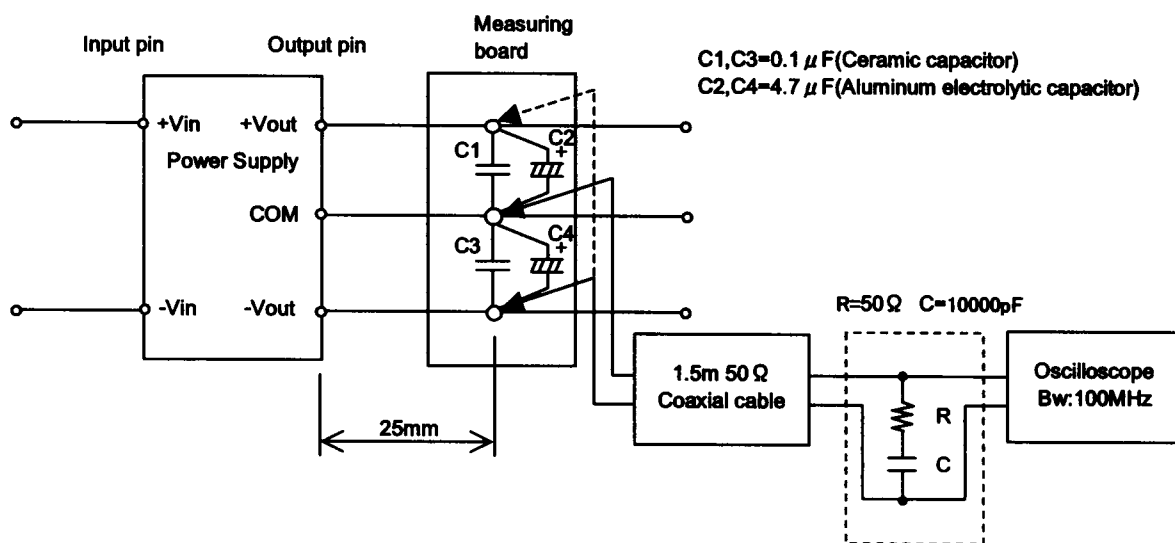 Input pin
Output pin
Measuring
board
C1,C3=0.1 μF(Ceramic capacitor)
C2,C4=4.7 μF(Aluminum electrolytic capacitor)
+Vin
+Vout
Power Supply
COM
-Vin
-Vout
C1
C2
+
C3
C4
+
25mm
1.5m 50Ω
Coaxial cable
R=50Ω C=10000pF
R
C
Oscilloscope
Bw:100MHz